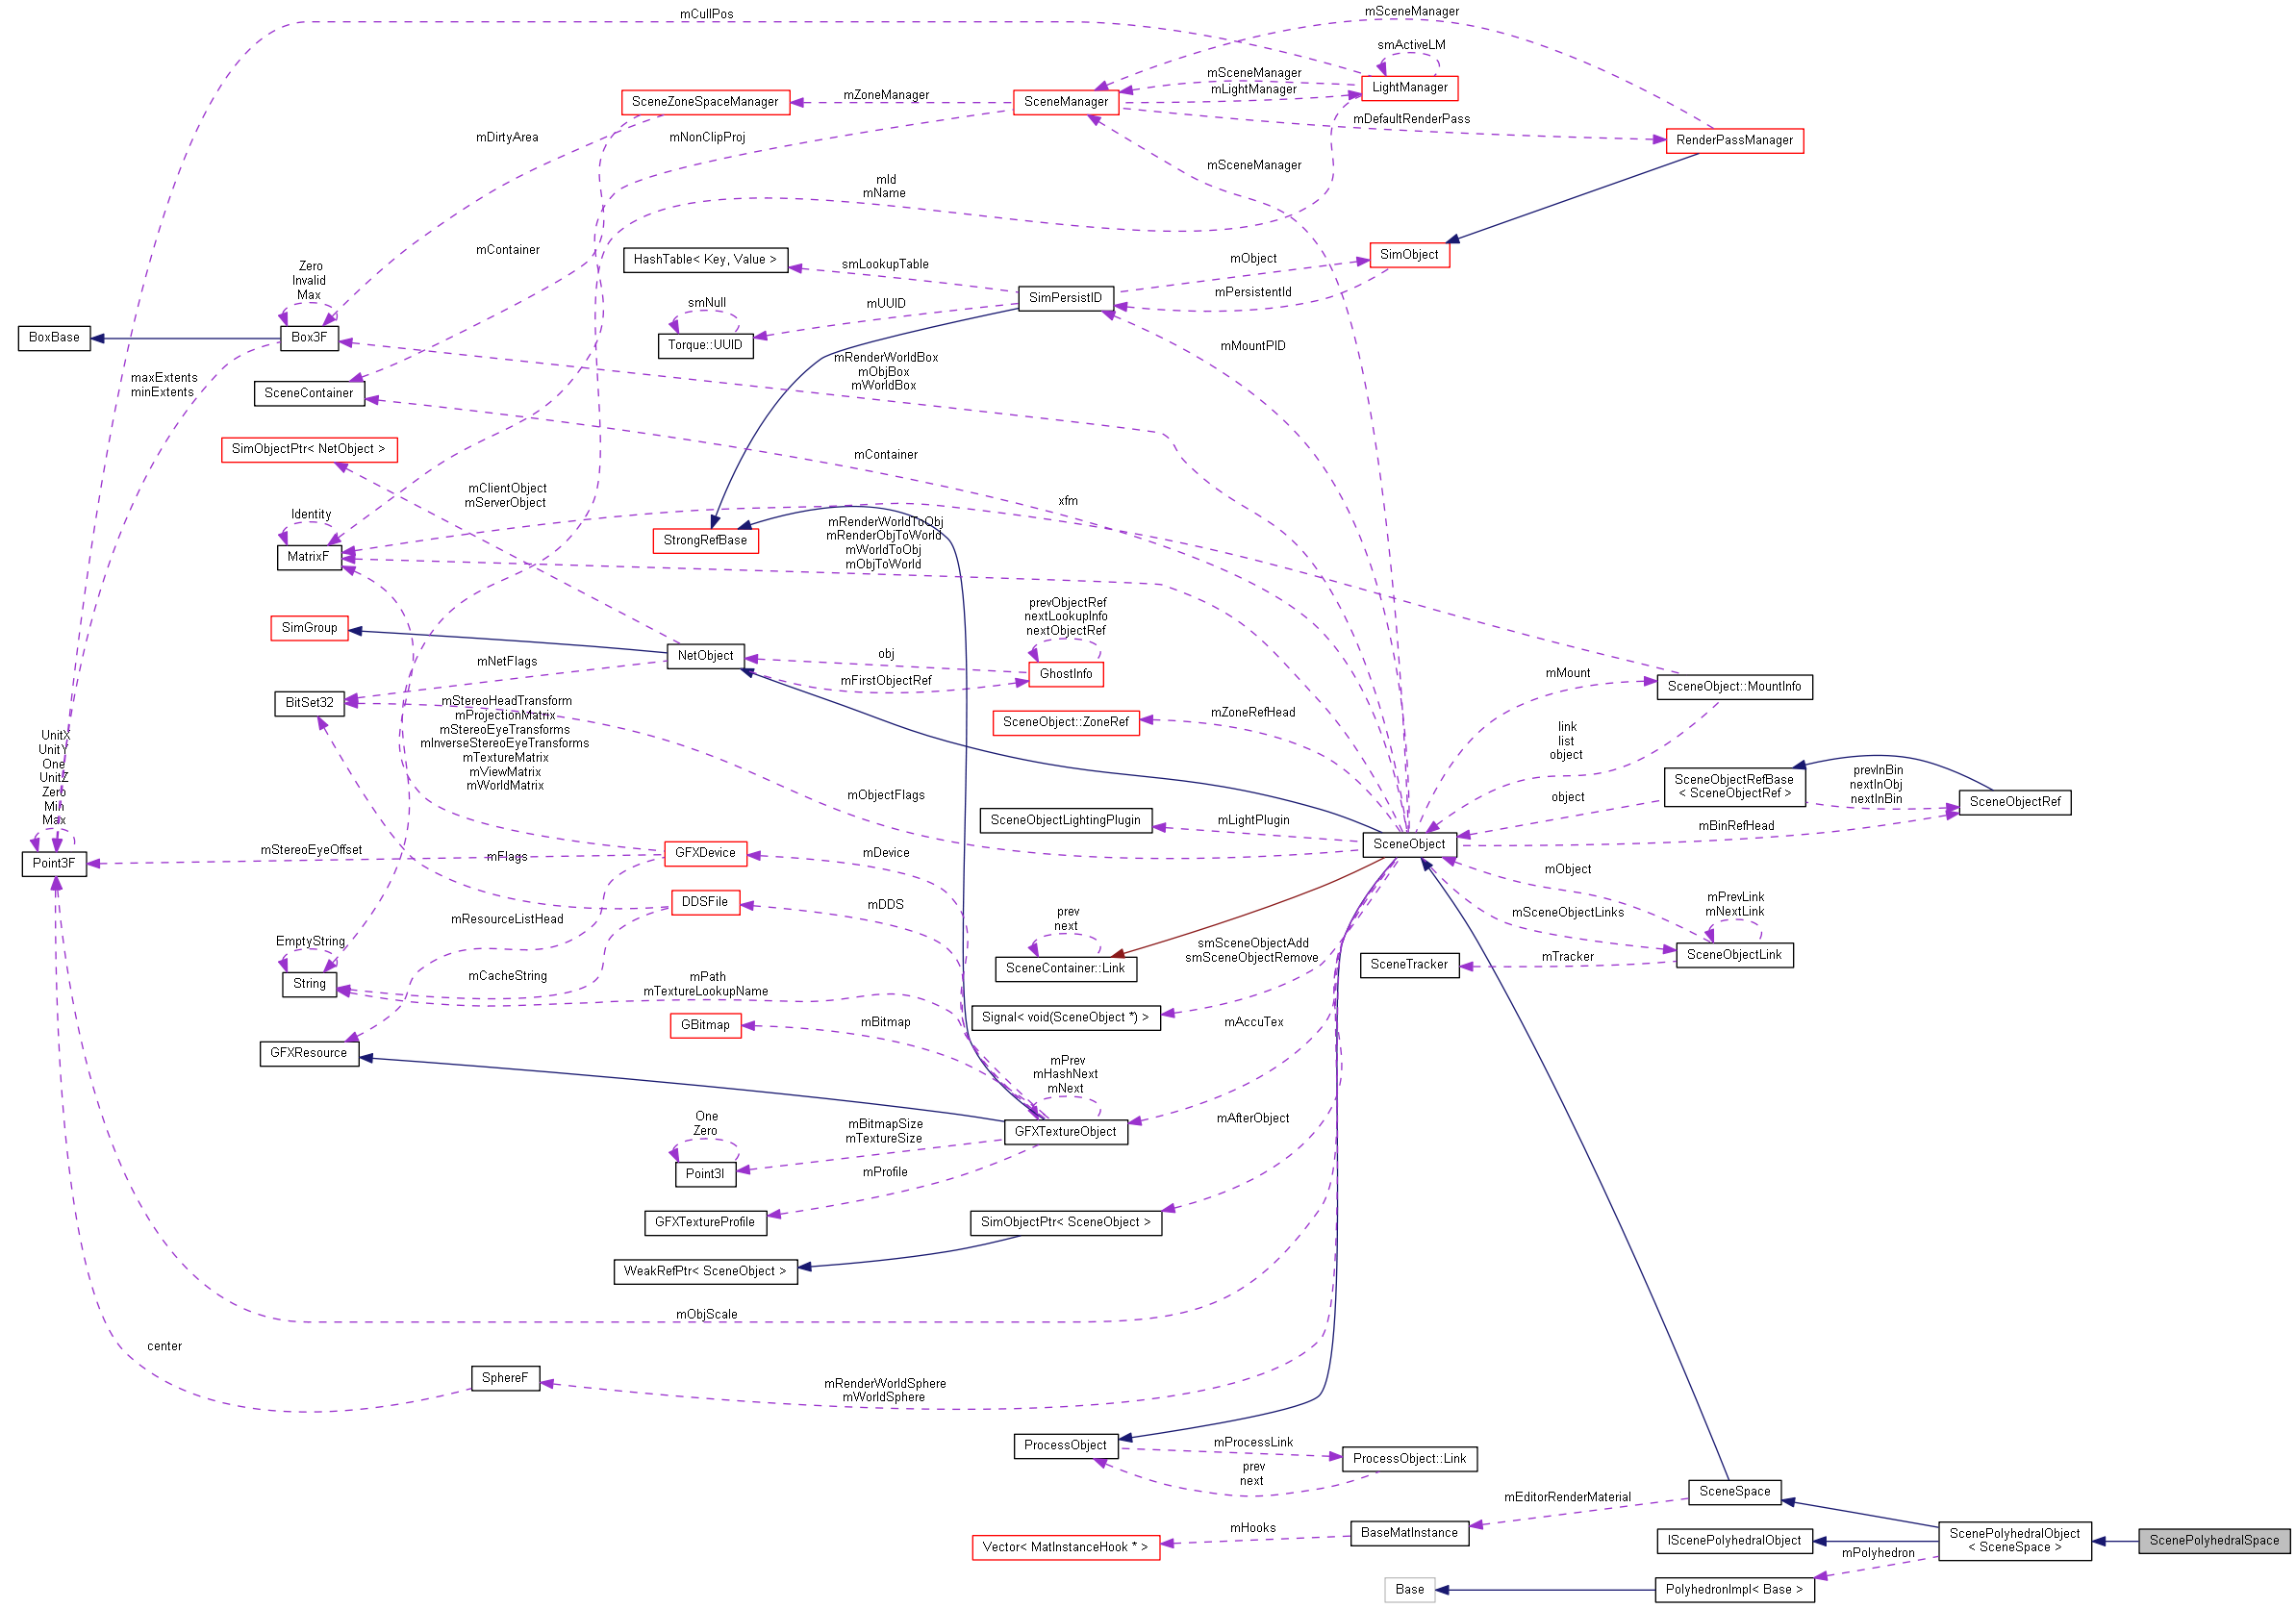 mCullPos
mSceneManager
smActiveLM
mSceneManager
mLightManager
LightManager
SceneZoneSpaceManager
mZoneManager
SceneManager
mDefaultRenderPass
mDirtyArea
mNonClipProj
RenderPassManager
mSceneManager
mId
mName
mContainer
HashTable< Key, Value >
smLookupTable
mObject
SimObject
Zero
Invalid
Max
SimPersistID
mPersistentId
smNull
mUUID
BoxBase
Box3F
Torque::UUID
mMountPID
mRenderWorldBox
mObjBox
mWorldBox
maxExtents
minExtents
SceneContainer
SimObjectPtr< NetObject >
mContainer
mClientObject
mServerObject
xfm
Identity
MatrixF
StrongRefBase
mRenderWorldToObj
mRenderObjToWorld
mWorldToObj
mObjToWorld
prevObjectRef
nextLookupInfo
nextObjectRef
SimGroup
NetObject
obj
GhostInfo
mNetFlags
mFirstObjectRef
mMount
SceneObject::MountInfo
BitSet32
mStereoHeadTransform
mProjectionMatrix
mStereoEyeTransforms
mInverseStereoEyeTransforms
mTextureMatrix
mViewMatrix
mWorldMatrix
SceneObject::ZoneRef
mZoneRefHead
link
list
object
UnitX
UnitY
One
UnitZ
Zero
Min
Max
SceneObjectRefBase
< SceneObjectRef >
prevInBin
nextInObj
nextInBin
SceneObjectRef
mObjectFlags
object
SceneObjectLightingPlugin
mLightPlugin
mBinRefHead
SceneObject
Point3F
mStereoEyeOffset
mFlags
GFXDevice
mDevice
mObject
DDSFile
mDDS
mPrevLink
mNextLink
mResourceListHead
mSceneObjectLinks
prev
next
EmptyString
smSceneObjectAdd
smSceneObjectRemove
SceneObjectLink
mTracker
SceneTracker
SceneContainer::Link
String
mCacheString
mPath
mTextureLookupName
Signal< void(SceneObject *) >
GBitmap
mBitmap
mAccuTex
GFXResource
mPrev
mHashNext
mNext
One
Zero
mBitmapSize
mTextureSize
GFXTextureObject
mAfterObject
Point3I
mProfile
GFXTextureProfile
SimObjectPtr< SceneObject >
WeakRefPtr< SceneObject >
mObjScale
center
SphereF
mRenderWorldSphere
mWorldSphere
ProcessObject
mProcessLink
ProcessObject::Link
prev
next
mEditorRenderMaterial
SceneSpace
mHooks
BaseMatInstance
Vector< MatInstanceHook * >
IScenePolyhedralObject
ScenePolyhedralObject
< SceneSpace >
ScenePolyhedralSpace
mPolyhedron
Base
PolyhedronImpl< Base >